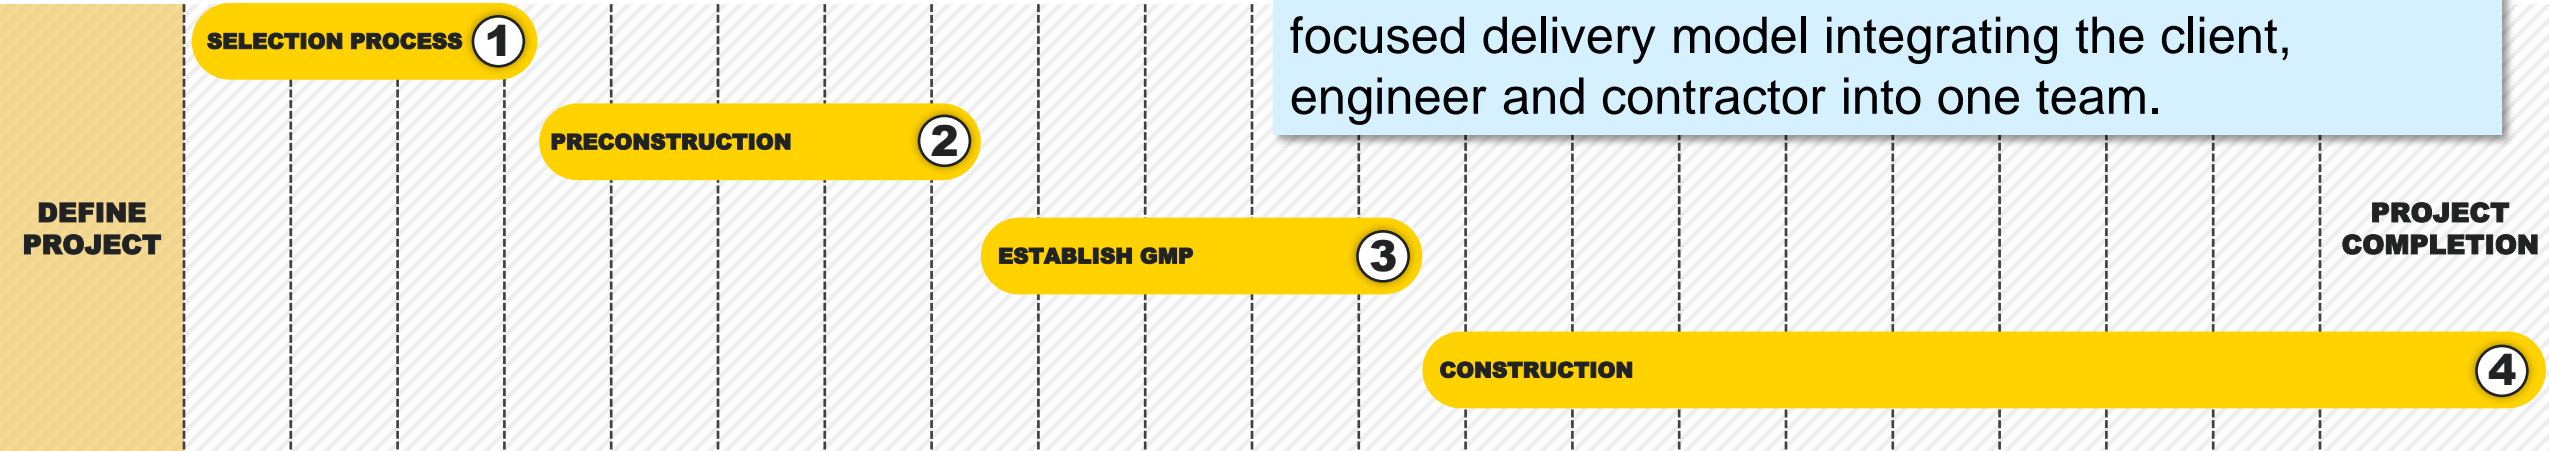 focused delivery model integrating the client,
engineer and contractor into one team.
SELECTION PROCESS 1
PRECONSTRUCTION 2
DEFINE
PROJECT
ESTABLISH GMP 3
PROJECT
COMPLETION
CONSTRUCTION 4